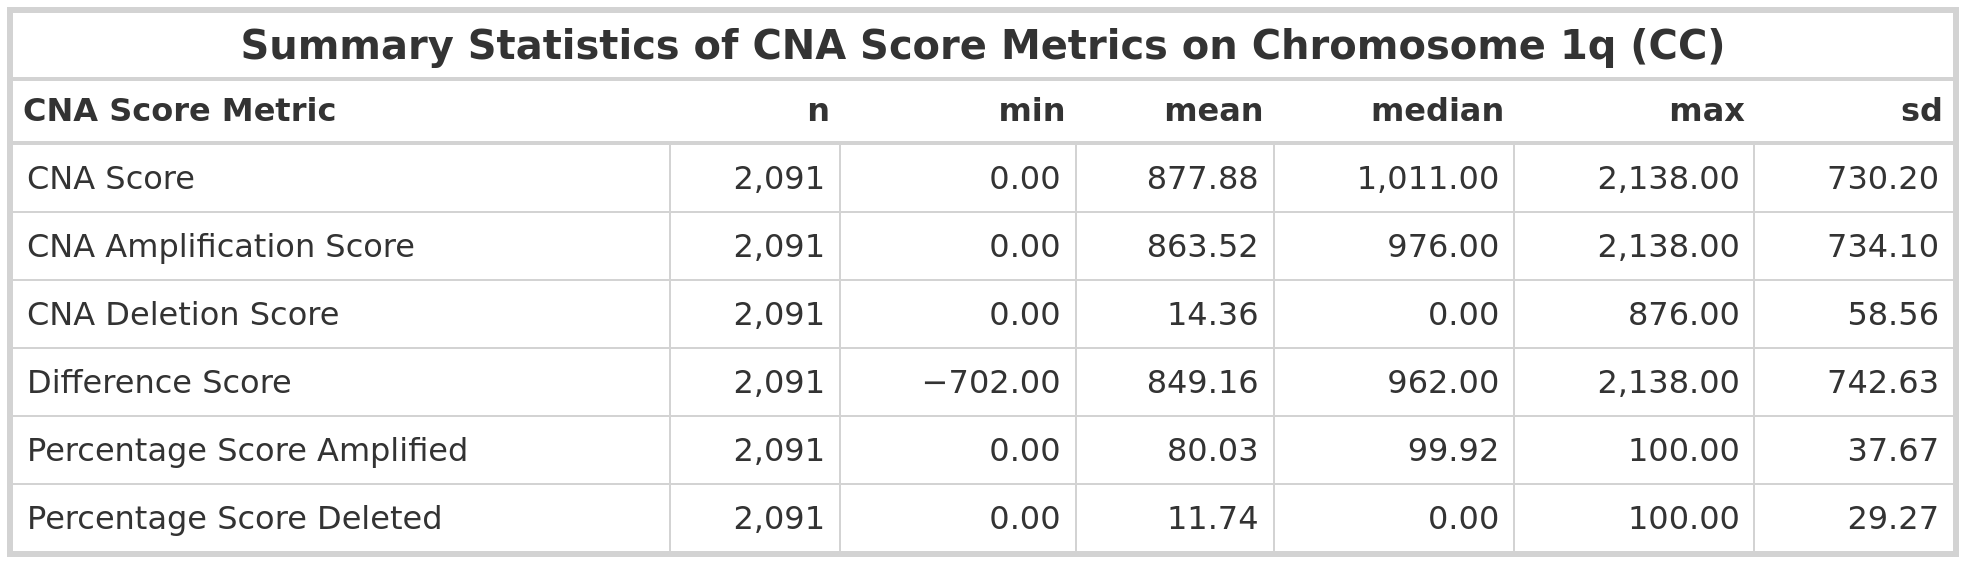 Summary Statistics of CNA Score Metrics on Chromosome 1q (CC)
CNA Score Metric n min mean median max sd
CNA Score 2,091 0.00 877.88 1,011.00 2,138.00 730.20
CNA Amplification Score 2,091 0.00 863.52 976.00 2,138.00 734.10
CNA Deletion Score 2,091 0.00 14.36 0.00 876.00 58.56
Difference Score 2,091 −702.00 849.16 962.00 2,138.00 742.63
Percentage Score Amplified 2,091 0.00 80.03 99.92 100.00 37.67
Percentage Score Deleted 2,091 0.00 11.74 0.00 100.00 29.27